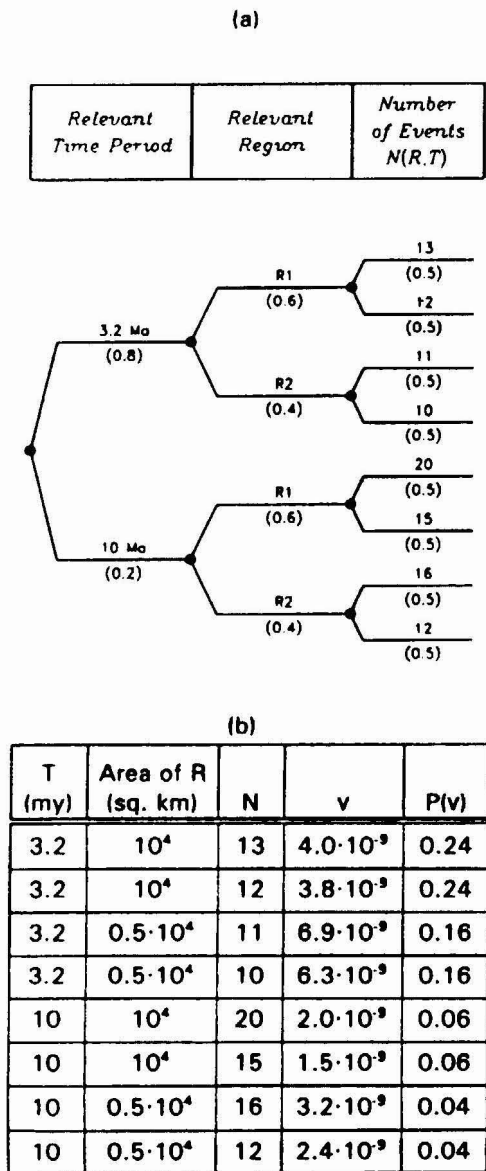 (a)
Relevant Time Period
Relevant Region
Number of Events N(R.T)
13
(0.5)
R1
(0.6)
12
(0.5)
3.2 Ma
(0.8)
11
(0.5)
R2
(0.4)
10
(0.5)
20
(0.5)
R1
(0.6)
15
(0.5)
10 Ma
(0.2)
16
(0.5)
R2
(0.4)
12
(0.5)
(b)
T (my) Area of R (sq. km) N v P(v)
3.2 10⁴ 13 4.0·10⁻⁹ 0.24
3.2 10⁴ 12 3.8·10⁻⁹ 0.24
3.2 0.5·10⁴ 11 6.9·10⁻⁹ 0.16
3.2 0.5·10⁴ 10 6.3·10⁻⁹ 0.16
10 10⁴ 20 2.0·10⁻⁹ 0.06
10 10⁴ 15 1.5·10⁻⁹ 0.06
10 0.5·10⁴ 16 3.2·10⁻⁹ 0.04
10 0.5·10⁴ 12 2.4·10⁻⁹ 0.04